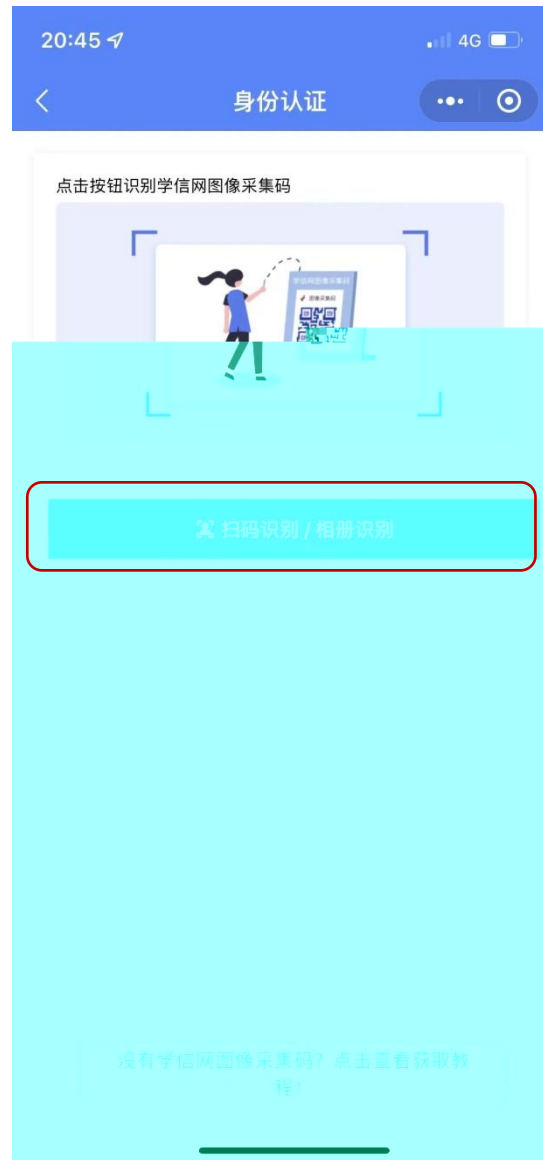 20:45
4G
身份认证
点击按钮识别学信网图像采集码
学信网图像采集码
图像采集码
扫码识别 / 相册识别
没有学信网图像采集码？点击查看获取教
程！